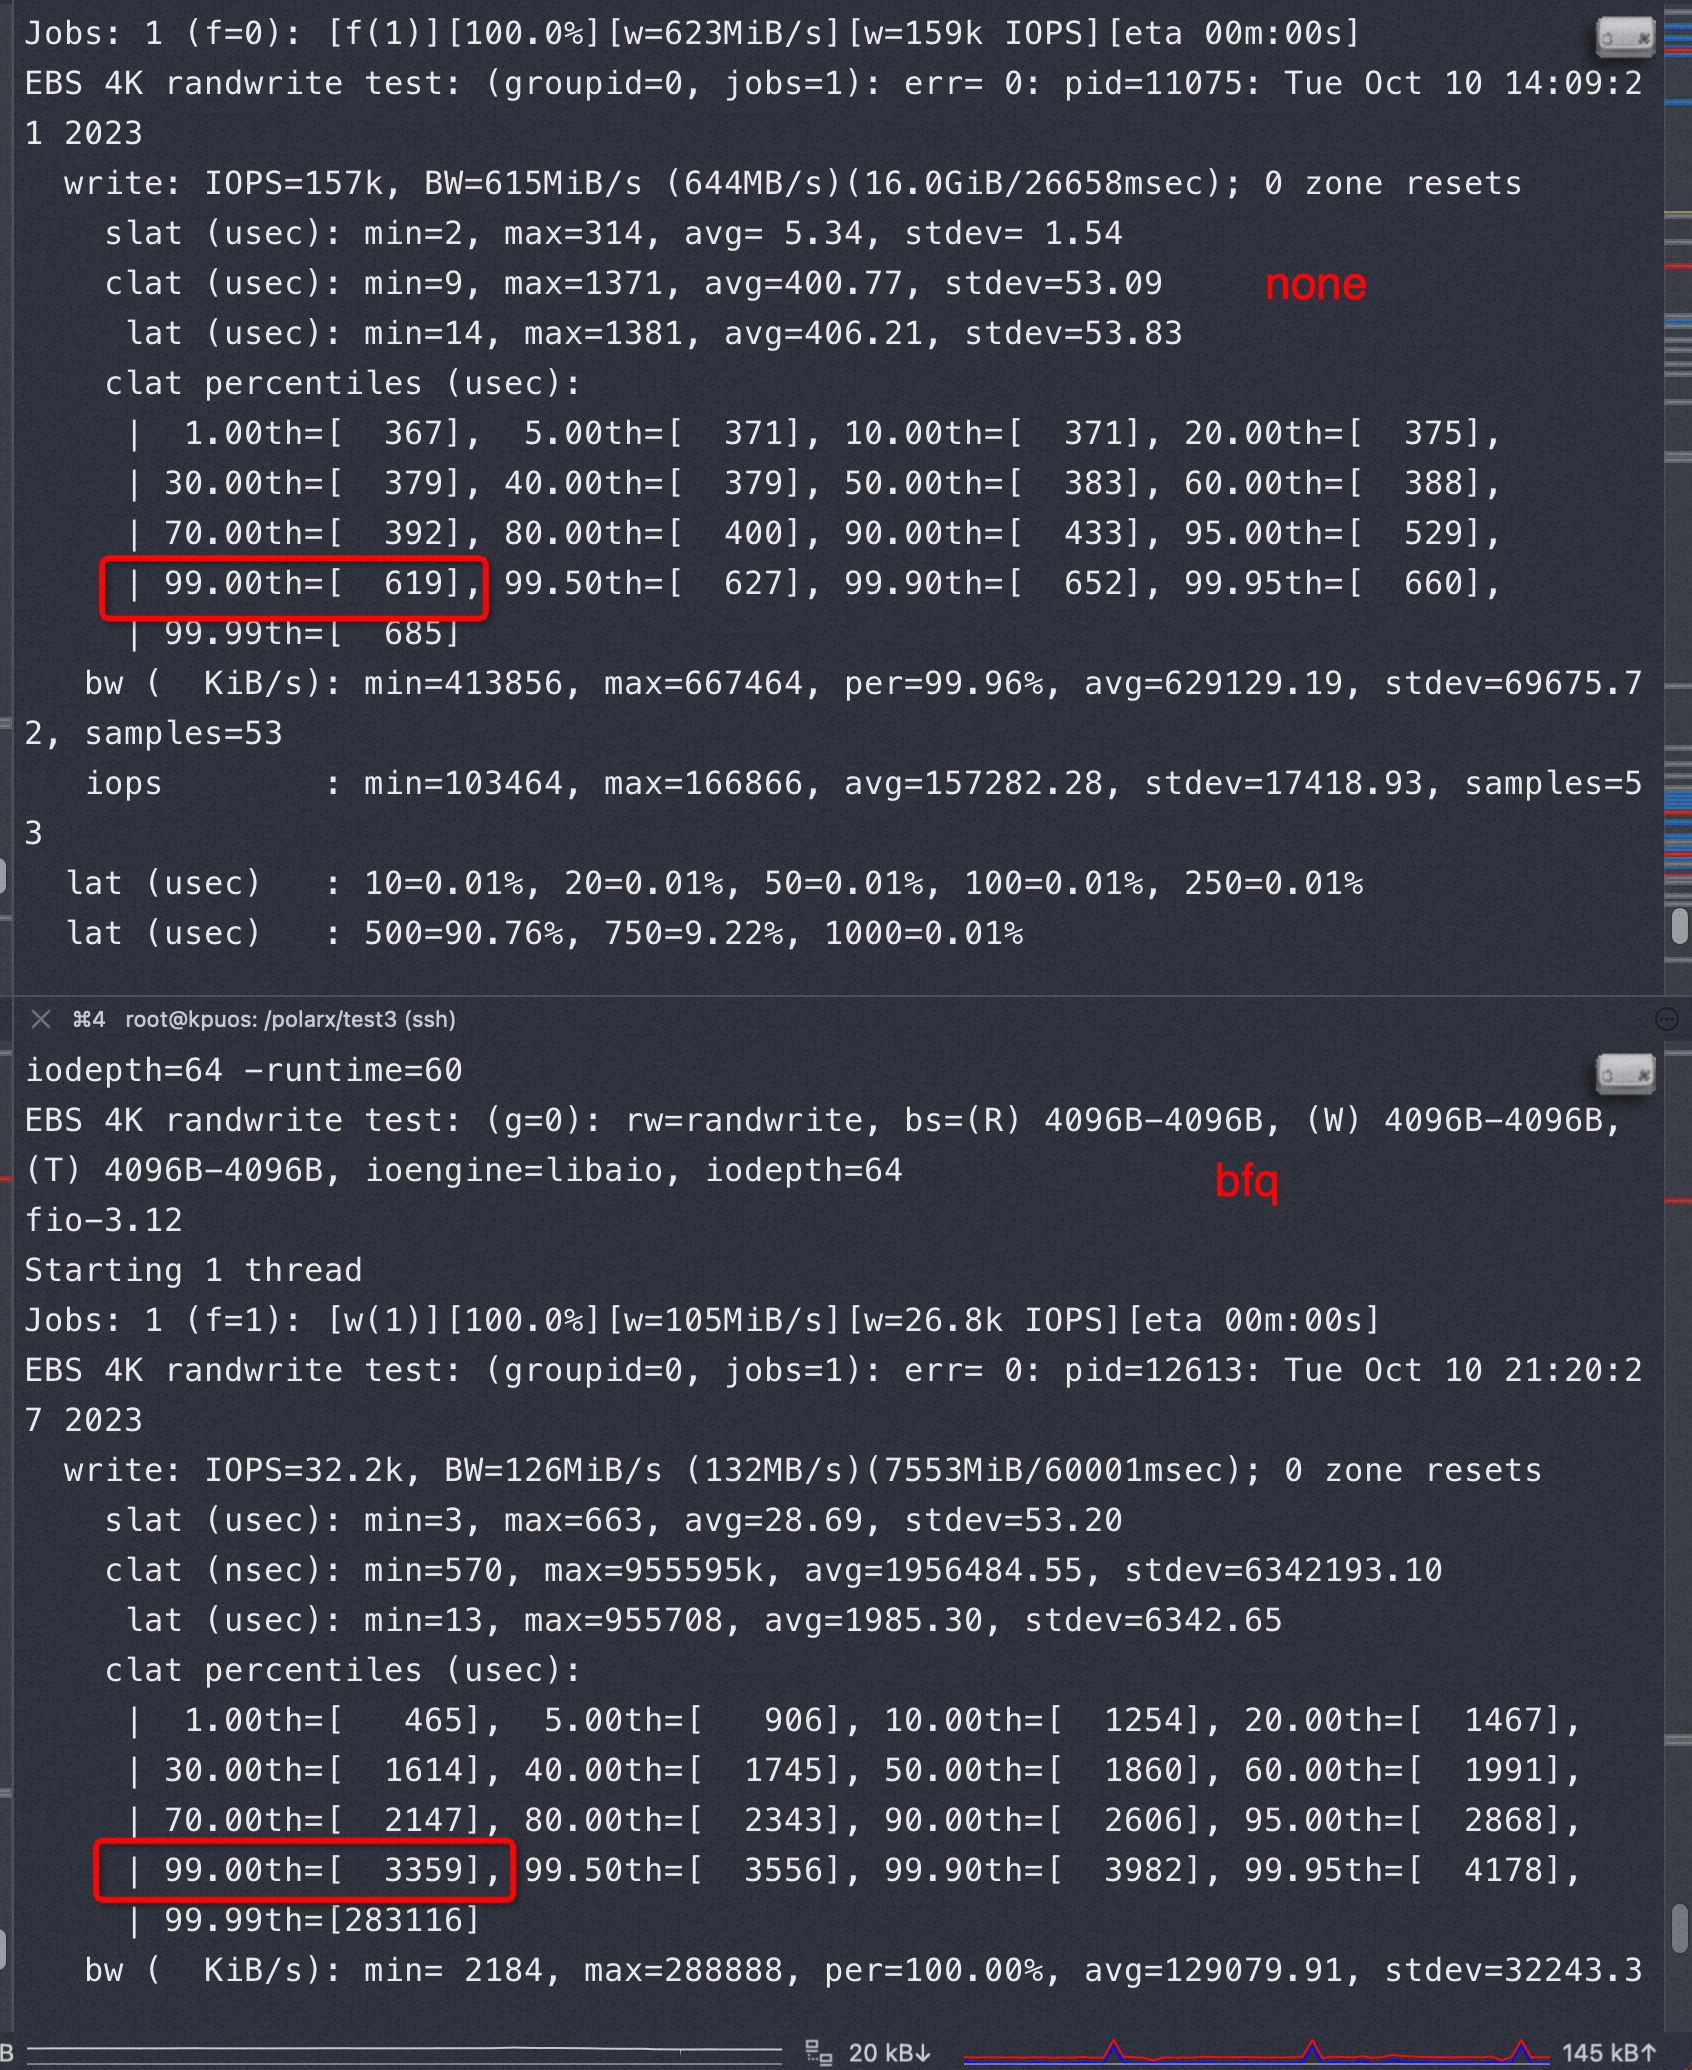 Jobs: 1 (f=0): [f(1)][100.0%][w=623MiB/s][w=159k IOPS][eta 00m:00s]
EBS 4K randwrite test: (groupid=0, jobs=1): err= 0: pid=11075: Tue Oct 10 14:09:2
1 2023
  write: IOPS=157k, BW=615MiB/s (644MB/s)(16.0GiB/26658msec); 0 zone resets
    slat (usec): min=2, max=314, avg= 5.34, stdev= 1.54
    clat (usec): min=9, max=1371, avg=400.77, stdev=53.09 none
     lat (usec): min=14, max=1381, avg=406.21, stdev=53.83
    clat percentiles (usec):
     |  1.00th=[  367],  5.00th=[  371], 10.00th=[  371], 20.00th=[  375],
     | 30.00th=[  379], 40.00th=[  379], 50.00th=[  383], 60.00th=[  388],
     | 70.00th=[  392], 80.00th=[  400], 90.00th=[  433], 95.00th=[  529],
     | 99.00th=[  619], 99.50th=[  627], 99.90th=[  652], 99.95th=[  660],
     | 99.99th=[  685]
   bw (  KiB/s): min=413856, max=667464, per=99.96%, avg=629129.19, stdev=69675.7
2, samples=53
   iops        : min=103464, max=166866, avg=157282.28, stdev=17418.93, samples=5
3
  lat (usec)   : 10=0.01%, 20=0.01%, 50=0.01%, 100=0.01%, 250=0.01%
  lat (usec)   : 500=90.76%, 750=9.22%, 1000=0.01%
⌘4 root@kpuos: /polarx/test3 (ssh)
iodepth=64 -runtime=60
EBS 4K randwrite test: (g=0): rw=randwrite, bs=(R) 4096B-4096B, (W) 4096B-4096B,
(T) 4096B-4096B, ioengine=libaio, iodepth=64
bfq
fio-3.12
Starting 1 thread
Jobs: 1 (f=1): [w(1)][100.0%][w=105MiB/s][w=26.8k IOPS][eta 00m:00s]
EBS 4K randwrite test: (groupid=0, jobs=1): err= 0: pid=12613: Tue Oct 10 21:20:2
7 2023
  write: IOPS=32.2k, BW=126MiB/s (132MB/s)(7553MiB/60001msec); 0 zone resets
    slat (usec): min=3, max=663, avg=28.69, stdev=53.20
    clat (nsec): min=570, max=955595k, avg=1956484.55, stdev=6342193.10
     lat (usec): min=13, max=955708, avg=1985.30, stdev=6342.65
    clat percentiles (usec):
     |  1.00th=[   465],  5.00th=[   906], 10.00th=[  1254], 20.00th=[  1467],
     | 30.00th=[  1614], 40.00th=[  1745], 50.00th=[  1860], 60.00th=[  1991],
     | 70.00th=[  2147], 80.00th=[  2343], 90.00th=[  2606], 95.00th=[  2868],
     | 99.00th=[  3359], 99.50th=[  3556], 99.90th=[  3982], 99.95th=[  4178],
     | 99.99th=[283116]
   bw (  KiB/s): min= 2184, max=288888, per=100.00%, avg=129079.91, stdev=32243.3
B 20 kB↓ 145 kB↑